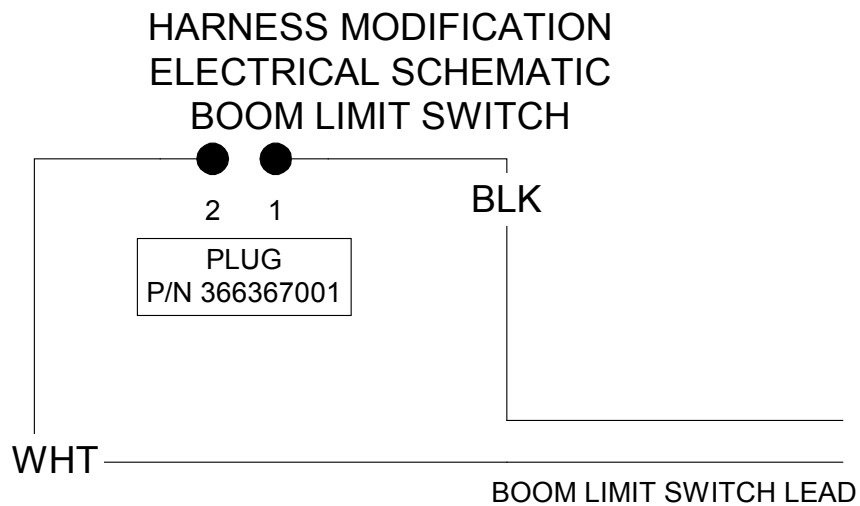 HARNESS MODIFICATION
ELECTRICAL SCHEMATIC
BOOM LIMIT SWITCH
2 1
BLK
PLUG
P/N 366367001
WHT
BOOM LIMIT SWITCH LEAD